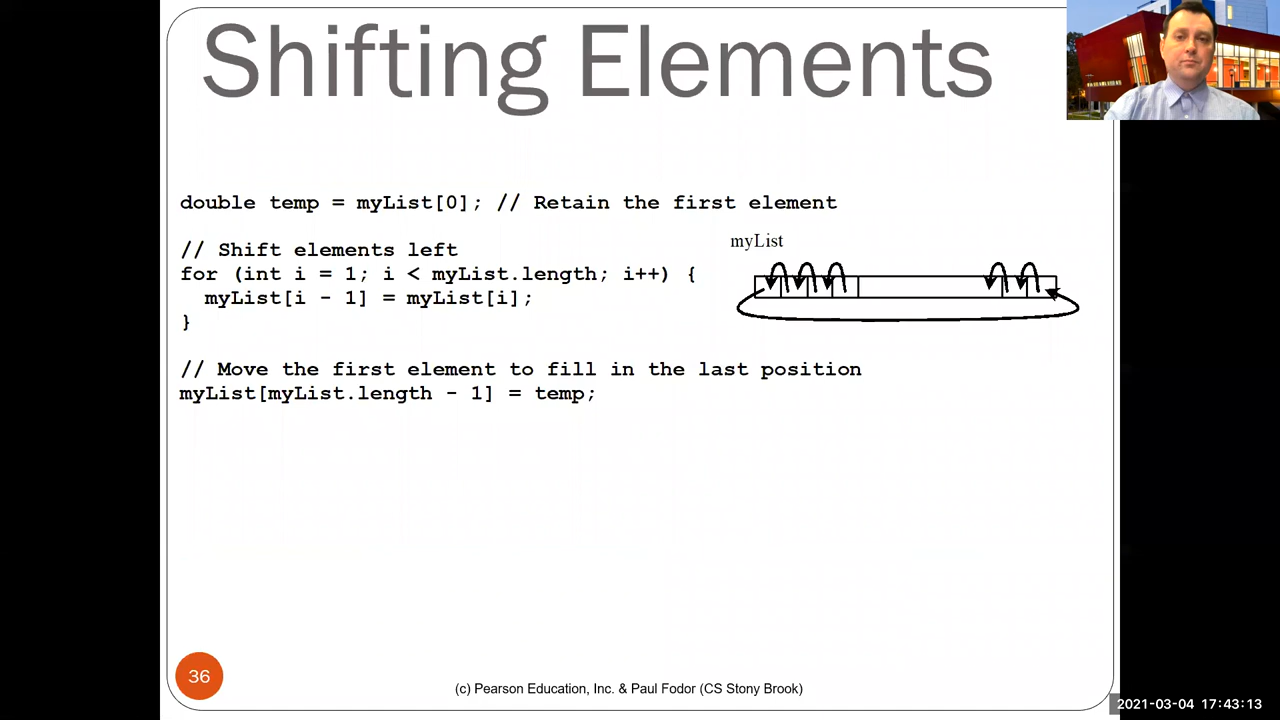 Shifting Elements
double temp = myList[0]; // Retain the first element
// Shift elements left
for (int i = 1; i < myList.length; i++) {
myList[i - 1] = myList[i];
}
myList
// Move the first element to fill in the last position
myList[myList.length - 1] = temp;
36
(c) Pearson Education, Inc. & Paul Fodor (CS Stony Brook)
2021-03-04 17:43:13